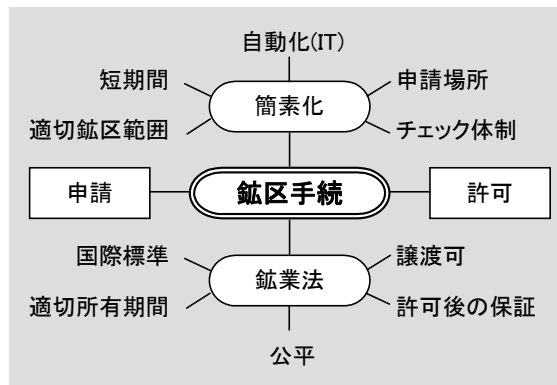 自動化(IT)
短期間
申請場所
簡素化
適切鉱区範囲
チェック体制
申請
鉱区手続
許可
国際標準
譲渡可
鉱業法
適切所有期間
許可後の保証
公平